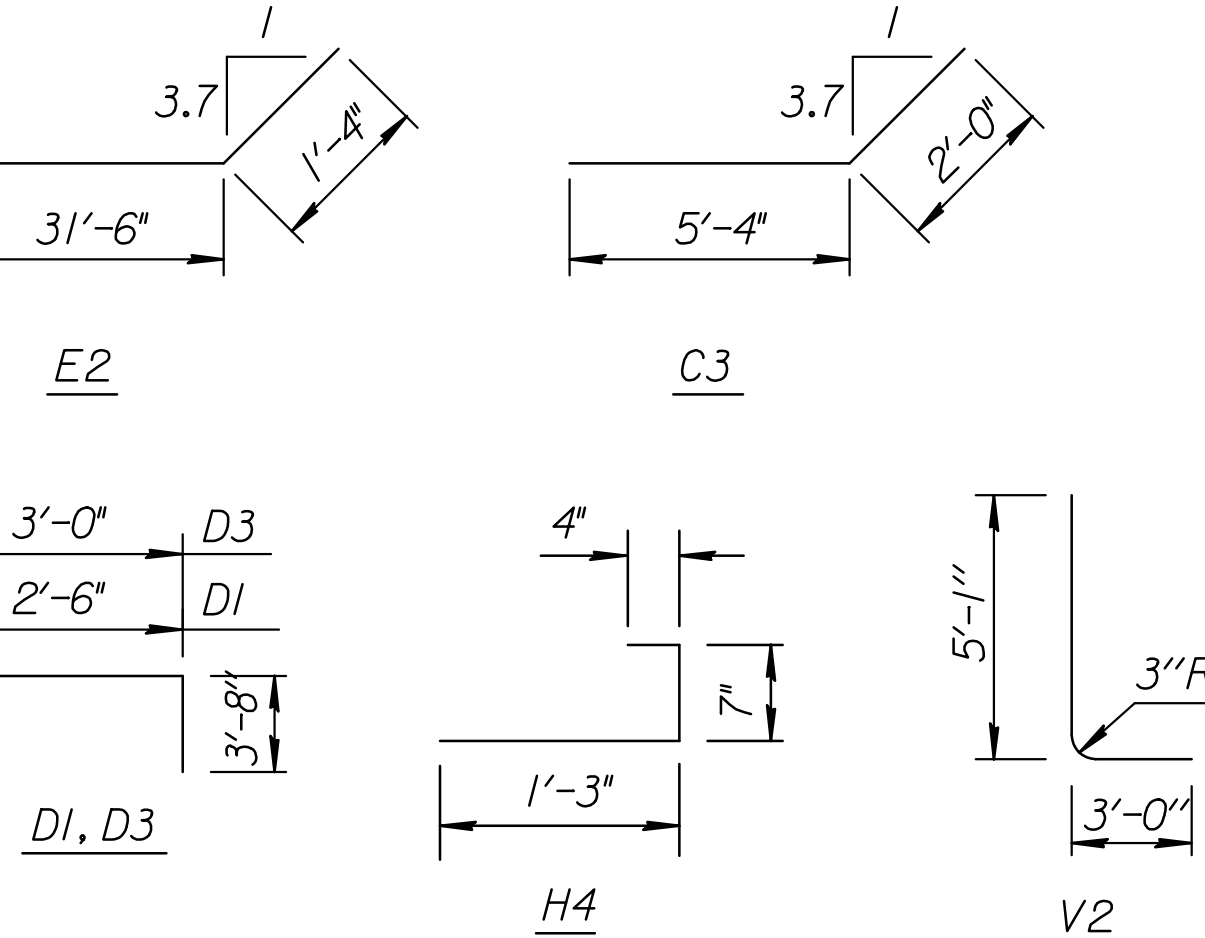 1
3.7
1'-4"
31'-6"
E2
1
3.7
2'-0"
5'-4"
C3
3'-0" D3
2'-6" D1
3'-8"
D1, D3
4"
7"
1'-3"
H4
5'-1"
3"R
3'-0"
V2